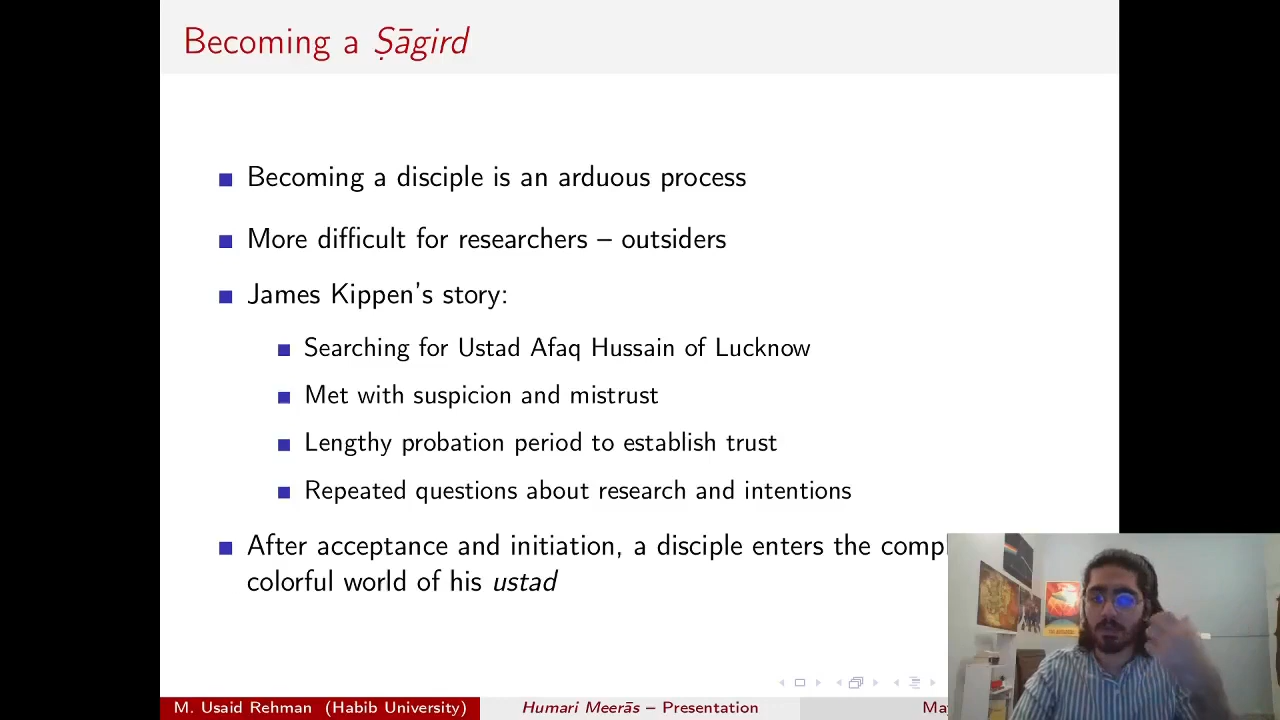 Becoming a Ṣāgird
Becoming a disciple is an arduous process
More difficult for researchers – outsiders
James Kippen's story:
Searching for Ustad Afaq Hussain of Lucknow
Met with suspicion and mistrust
Lengthy probation period to establish trust
Repeated questions about research and intentions
After acceptance and initiation, a disciple enters the
colorful world of his ustad
M. Usaid Rehman (Habib University)
Humari Meerās – Presentation